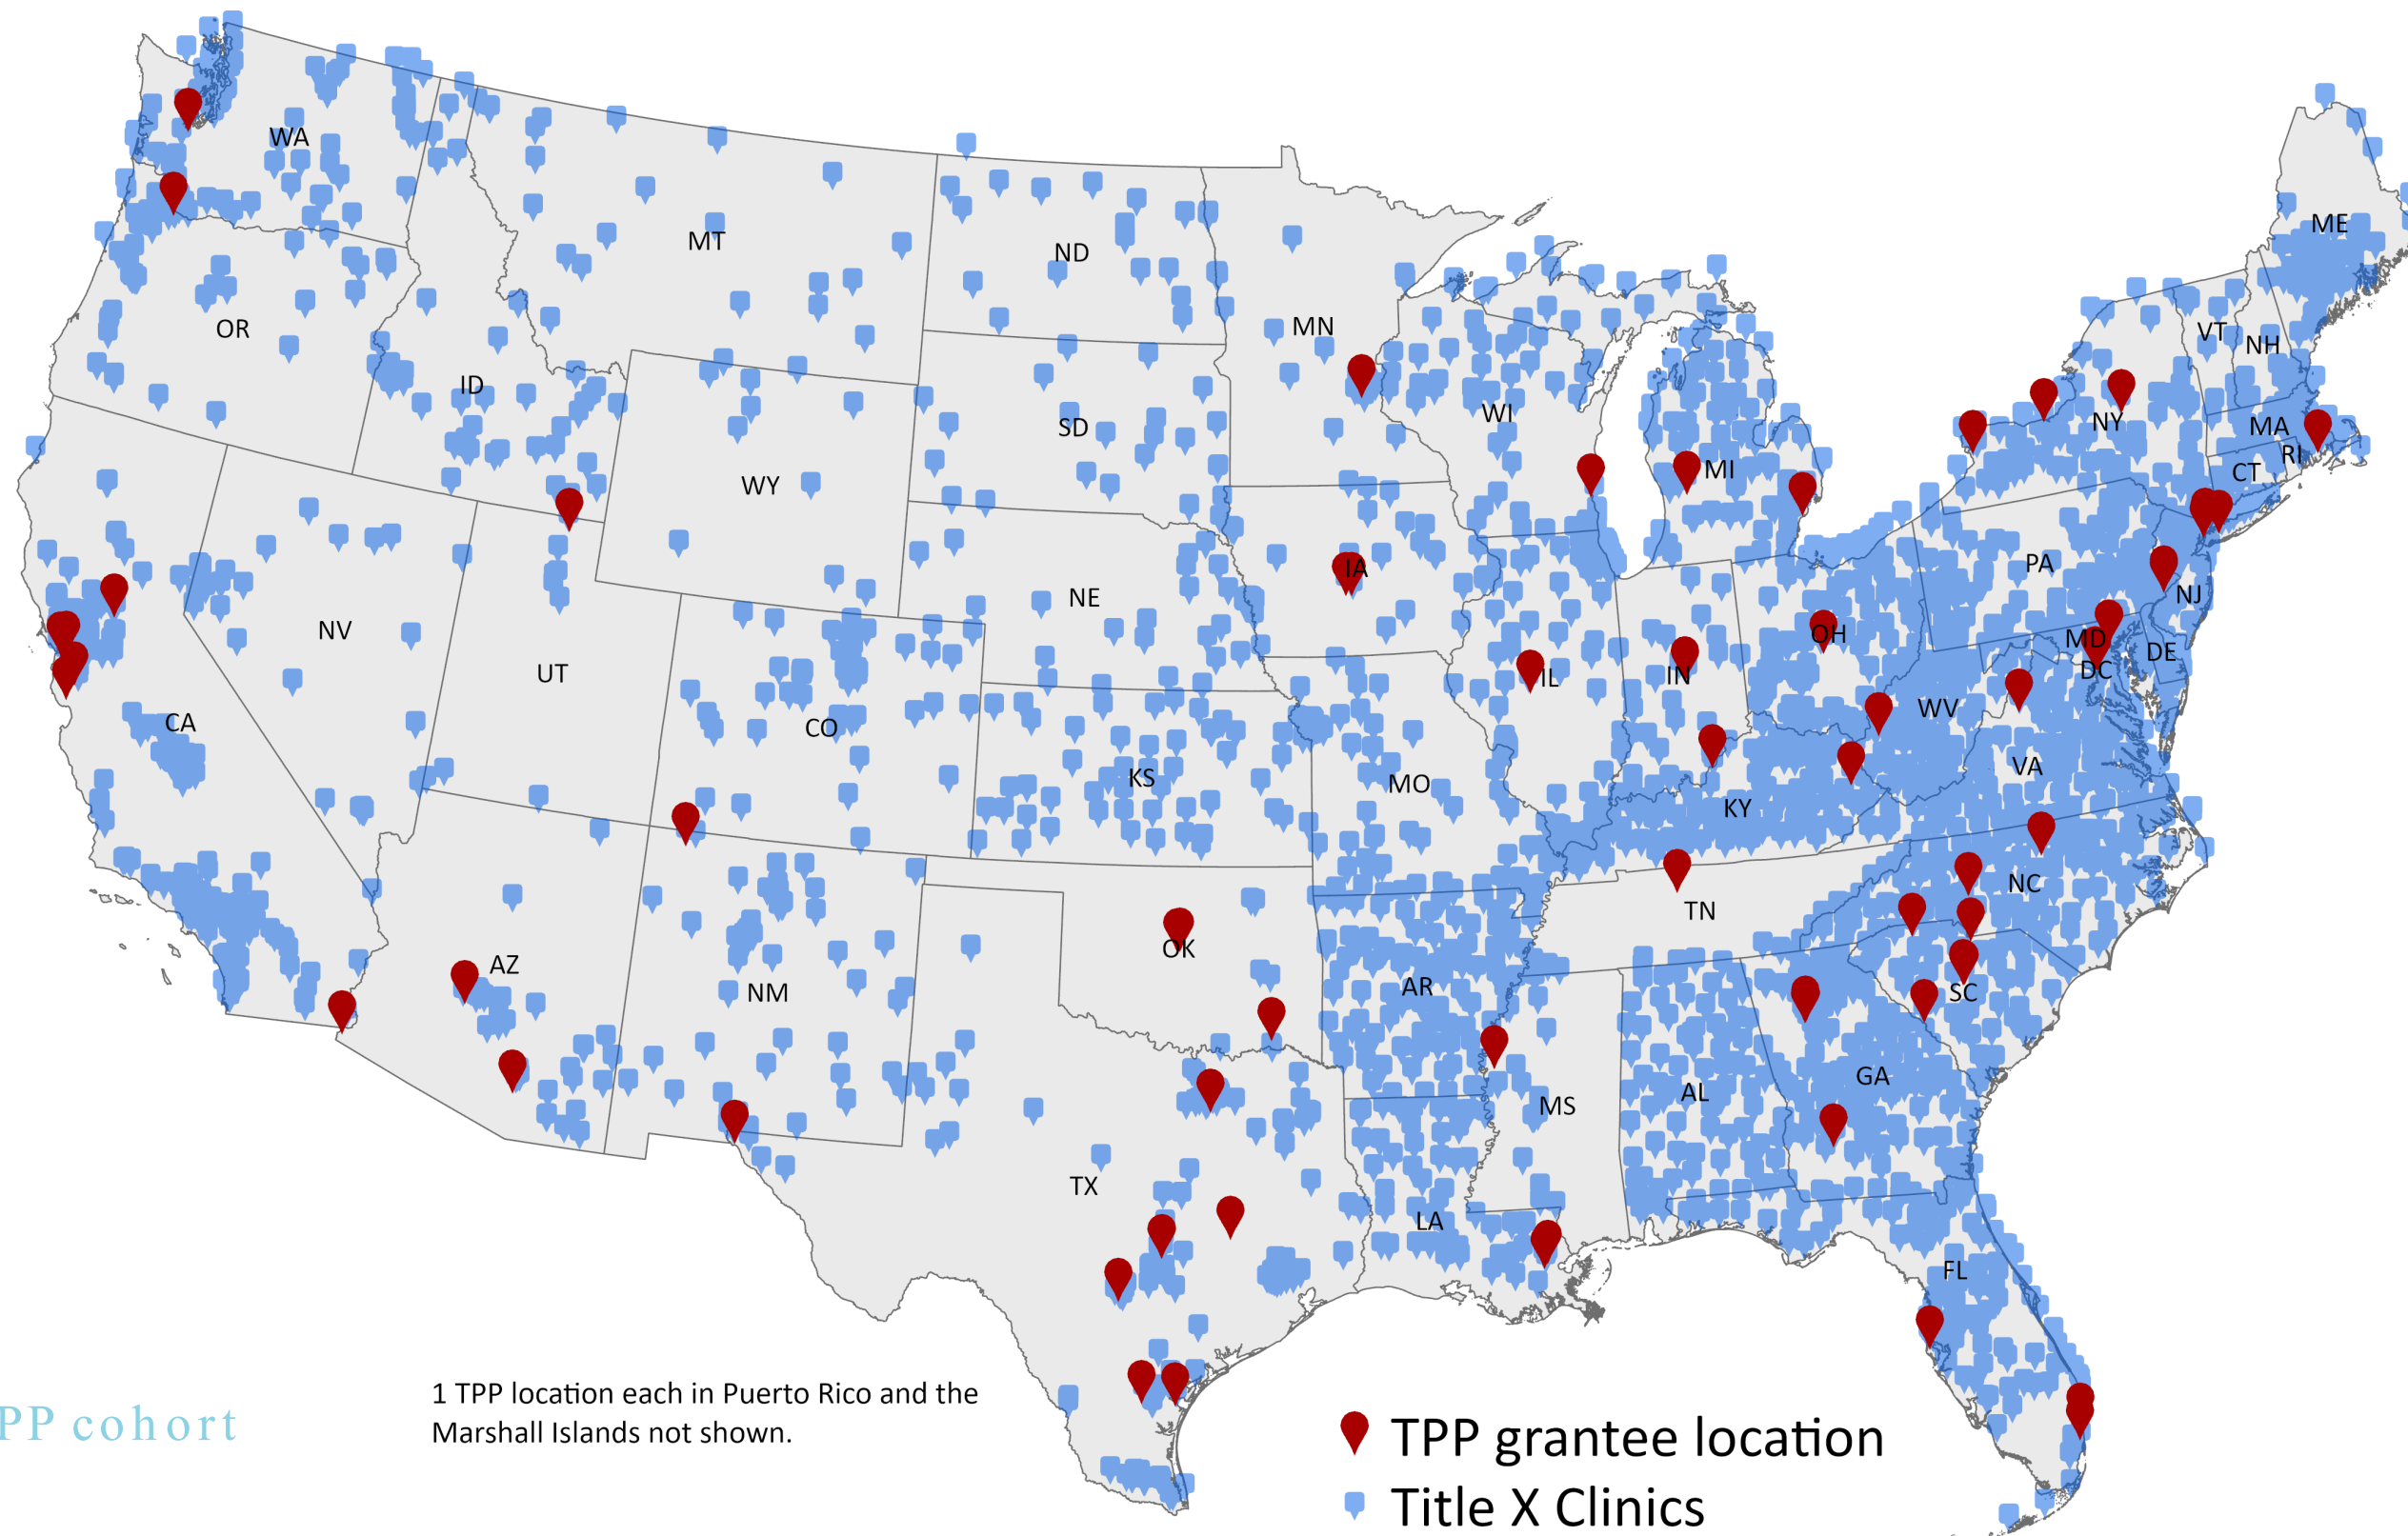 WA
ME
MT
ND
OR
MN
VT
NH
ID
WI
NY
MA
SD
RI
MI
CT
WY
IA
PA
NE
NJ
NV
OH
MD
DE
UT
IN
IL
DC
WV
CA
CO
VA
KS
MO
KY
NC
TN
OK
AZ
AR
NM
SC
GA
AL
MS
TX
LA
FL
PP cohort
1 TPP location each in Puerto Rico and the
Marshall Islands not shown.
TPP grantee location
Title X Clinics